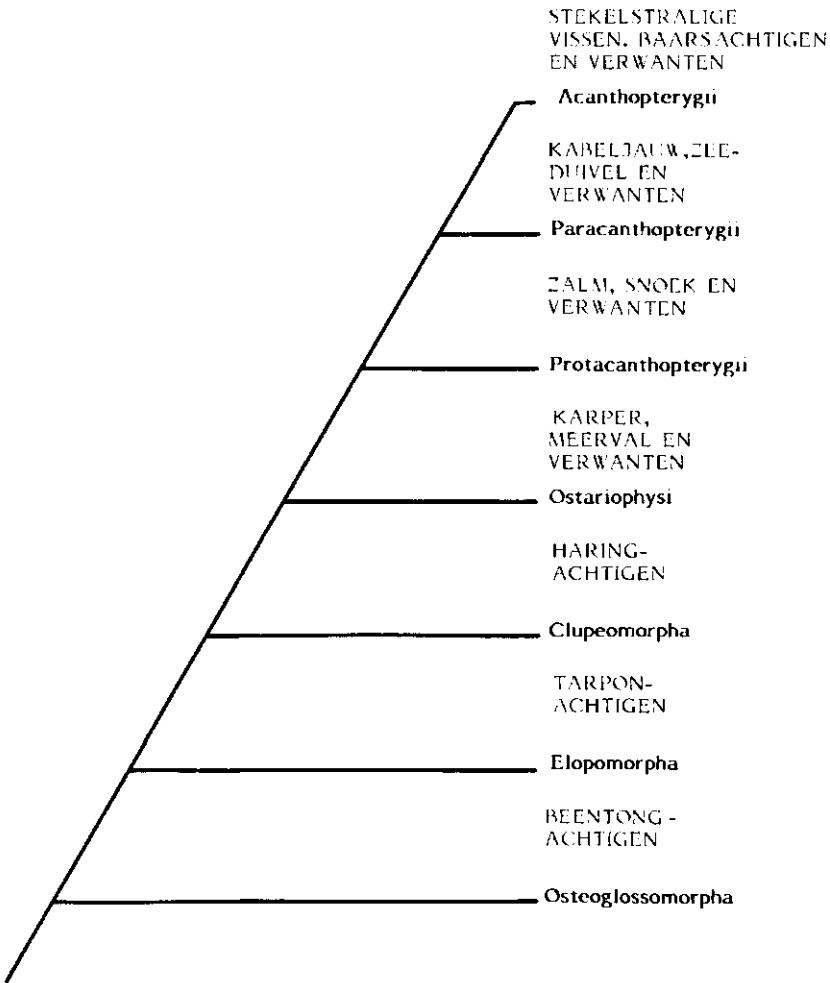 STEKELSTRALIGE
VISSEN. BAARSACHTIGEN
EN VERWANTEN
Acanthopterygii
KABELJAUW,ZEE-
DUIVEL EN
VERWANTEN
Paracanthopterygii
ZALM, SNOEK EN
VERWANTEN
Protacanthopterygii
KARPER,
MEERVAL EN
VERWANTEN
Ostariophysi
HARING-
ACHTIGEN
Clupeomorpha
TARPON-
ACHTIGEN
Elopomorpha
BEENTONG-
ACHTIGEN
Osteoglossomorpha